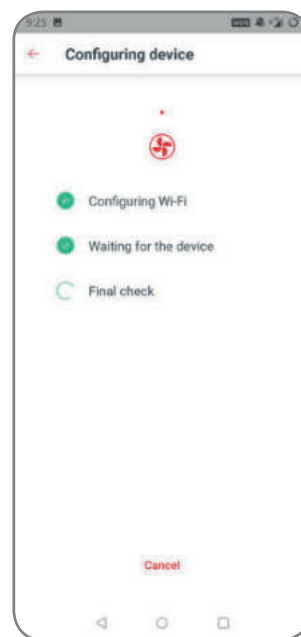 9:25
Configuring device
Configuring Wi-Fi
Waiting for the device
Final check
Cancel